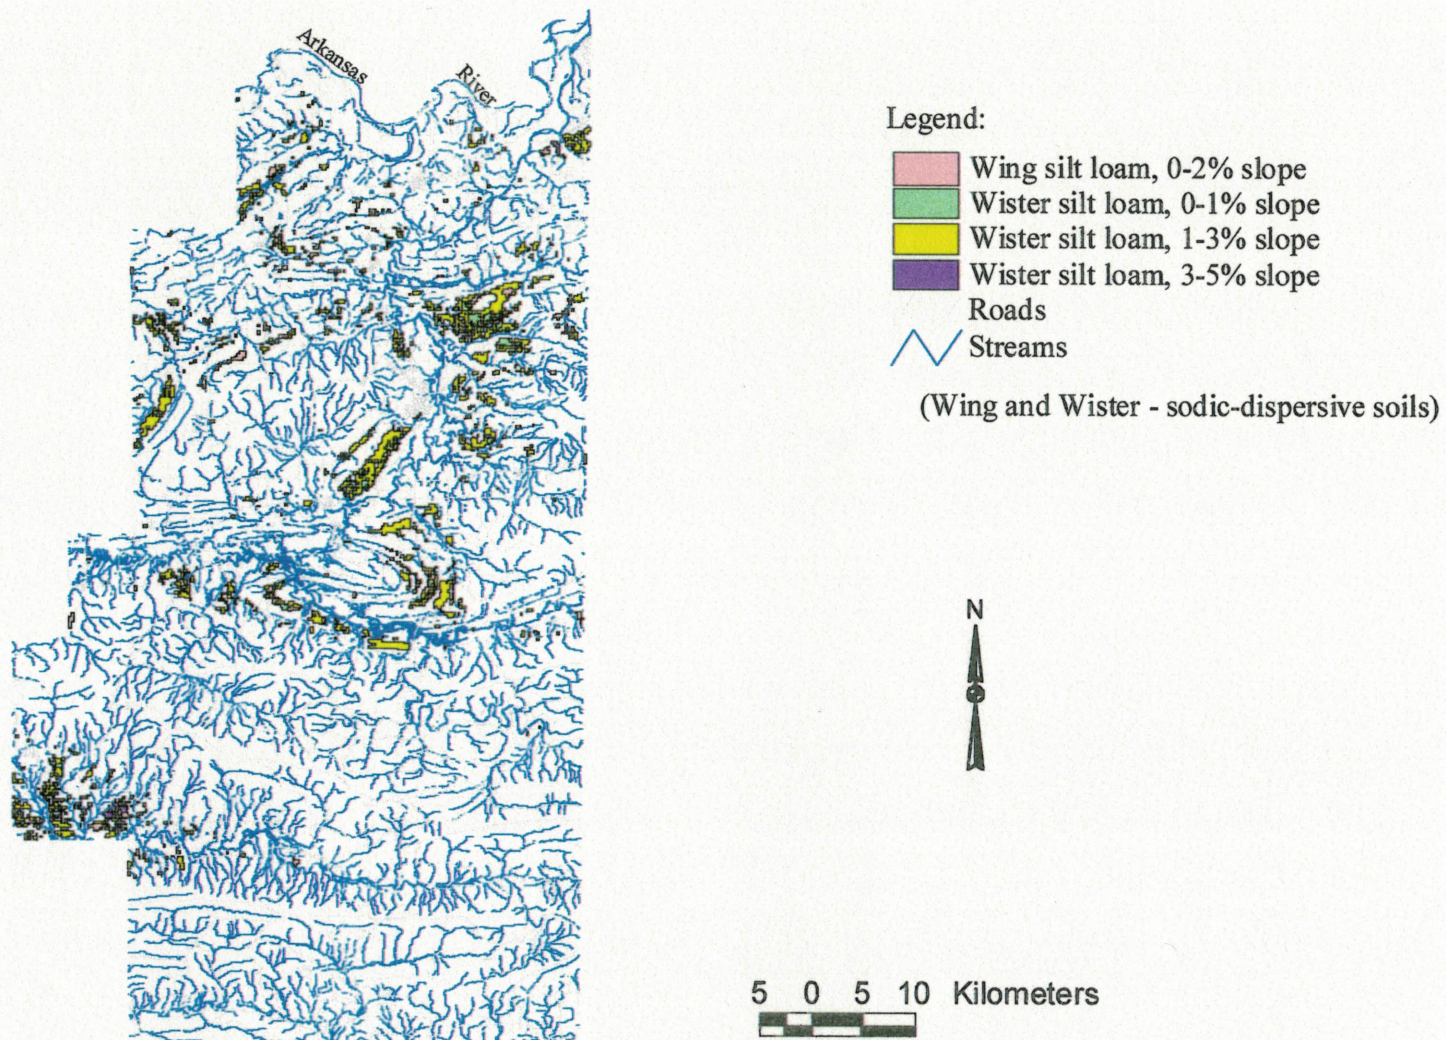 Arkansas River
Legend:
Wing silt loam, 0-2% slope
Wister silt loam, 0-1% slope
Wister silt loam, 1-3% slope
Wister silt loam, 3-5% slope
Roads
Streams
(Wing and Wister - sodic-dispersive soils)
N
5 0 5 10 Kilometers